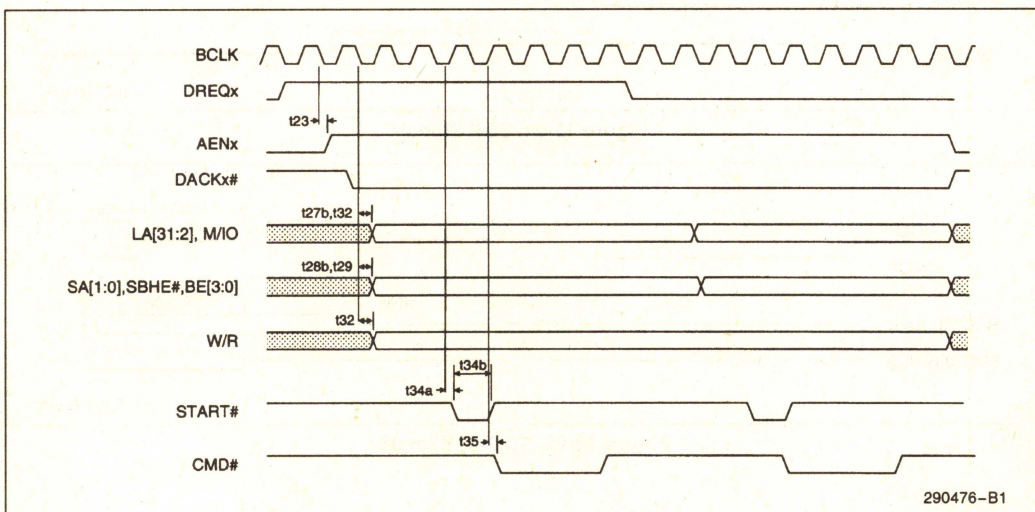 BCLK
DREQx
t23
AENx
DACKx#
t27b,t32
LA[31:2], M/IO
t28b,t29
SA[1:0],SBHE#,BE[3:0]
t32
W/R
t34b
t34a
START#
t35
CMD#
290476–B1